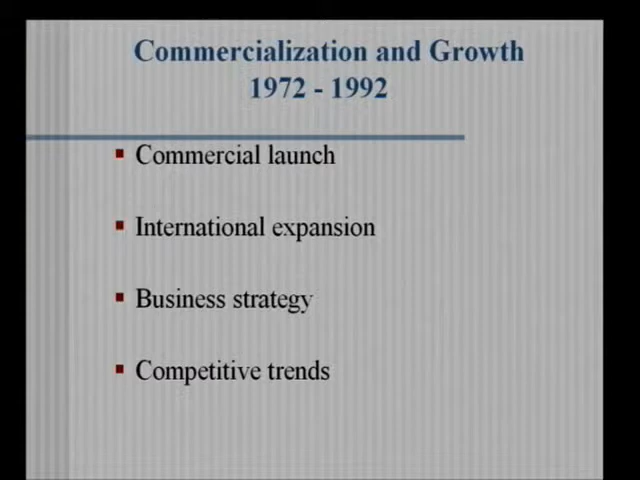 Commercialization and Growth
1972 - 1992
Commercial launch
International expansion
Business strategy
Competitive trends